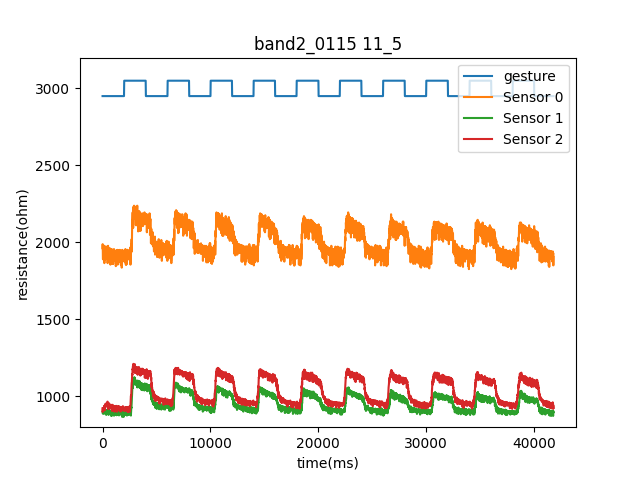 band2_0115 11_5
gesture
Sensor 0
Sensor 1
Sensor 2
3000
2500
2000
1500
1000
resistance(ohm)
0 10000 20000 30000 40000
time(ms)